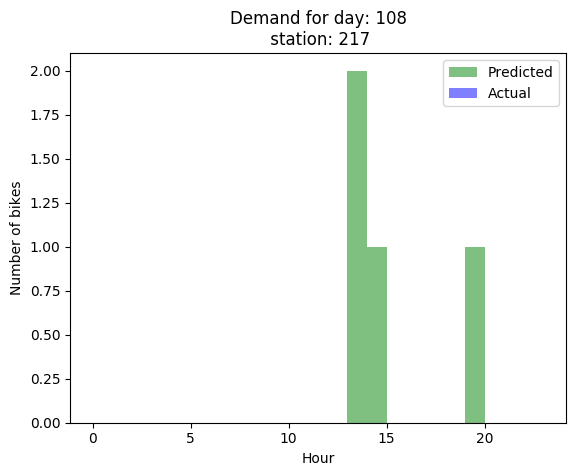 Demand for day: 108
station: 217
Predicted
Actual
2.00
1.75
1.50
1.25
1.00
0.75
0.50
0.25
0.00
Number of bikes
0 5 10 15 20
Hour